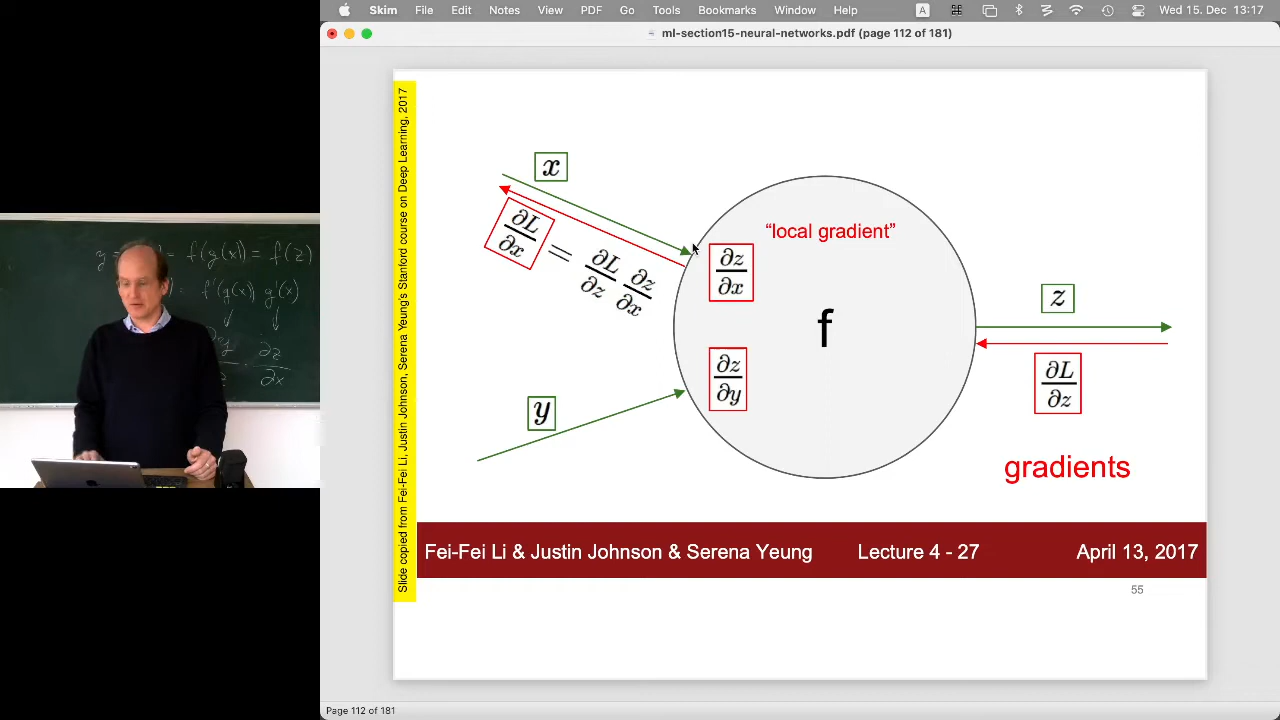 Skim File Edit Notes View PDF Go Tools Bookmarks Window Help A Wed 15. Dec 13:17
ml-section15-neural-networks.pdf (page 112 of 181)
Slide copied from Fei-Fei Li, Justin Johnson, Serena Yeung's Stanford course on Deep Learning, 2017
x
∂L/∂x = ∂L/∂z ∂z/∂x
"local gradient"
∂z/∂x
f
z
∂z/∂y
∂L/∂z
y
gradients
Fei-Fei Li & Justin Johnson & Serena Yeung Lecture 4 - 27 April 13, 2017
55
Page 112 of 181
f(g(x)) = f(z)
f'(g(x)) g'(x)
∂z/∂x